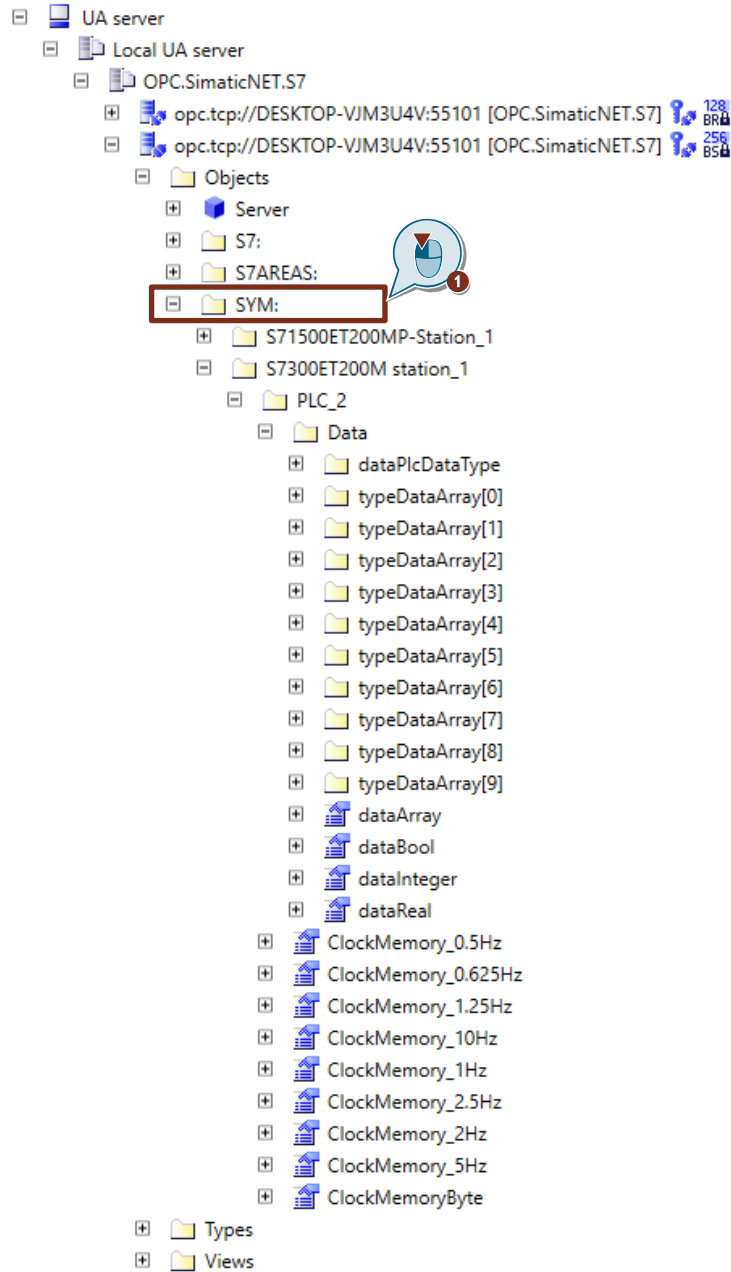 UA server
Local UA server
OPC.SimaticNET.S7
opc.tcp://DESKTOP-VJM3U4V:55101 [OPC.SimaticNET.S7] 128 BR
opc.tcp://DESKTOP-VJM3U4V:55101 [OPC.SimaticNET.S7] 256 BS
Objects
Server
S7:
S7AREAS:
1
SYM:
S71500ET200MP-Station_1
S7300ET200M station_1
PLC_2
Data
dataPlcDataType
typeDataArray[0]
typeDataArray[1]
typeDataArray[2]
typeDataArray[3]
typeDataArray[4]
typeDataArray[5]
typeDataArray[6]
typeDataArray[7]
typeDataArray[8]
typeDataArray[9]
dataArray
dataBool
dataInteger
dataReal
ClockMemory_0.5Hz
ClockMemory_0.625Hz
ClockMemory_1.25Hz
ClockMemory_10Hz
ClockMemory_1Hz
ClockMemory_2.5Hz
ClockMemory_2Hz
ClockMemory_5Hz
ClockMemoryByte
Types
Views